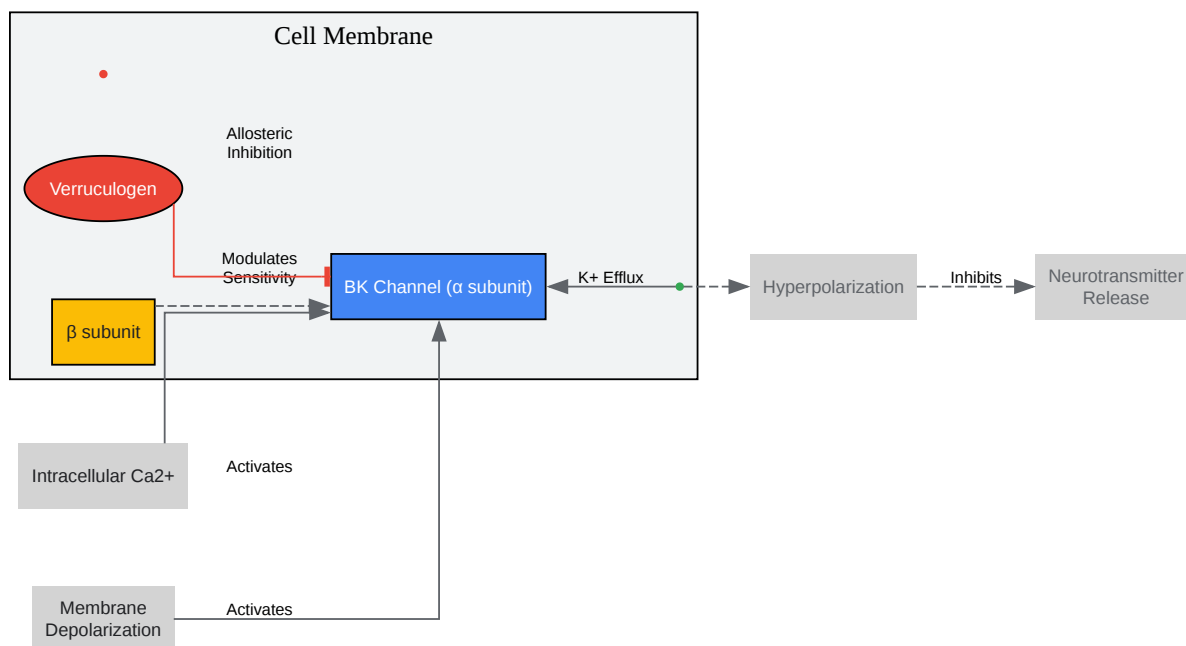 Cell Membrane
Allosteric
Inhibition
Verruculogen
Modulates
Sensitivity
BK Channel (α subunit)
K+ Efflux
Hyperpolarization
Inhibits
Neurotransmitter
Release
β subunit
Intracellular Ca2+
Activates
Membrane
Depolarization
Activates